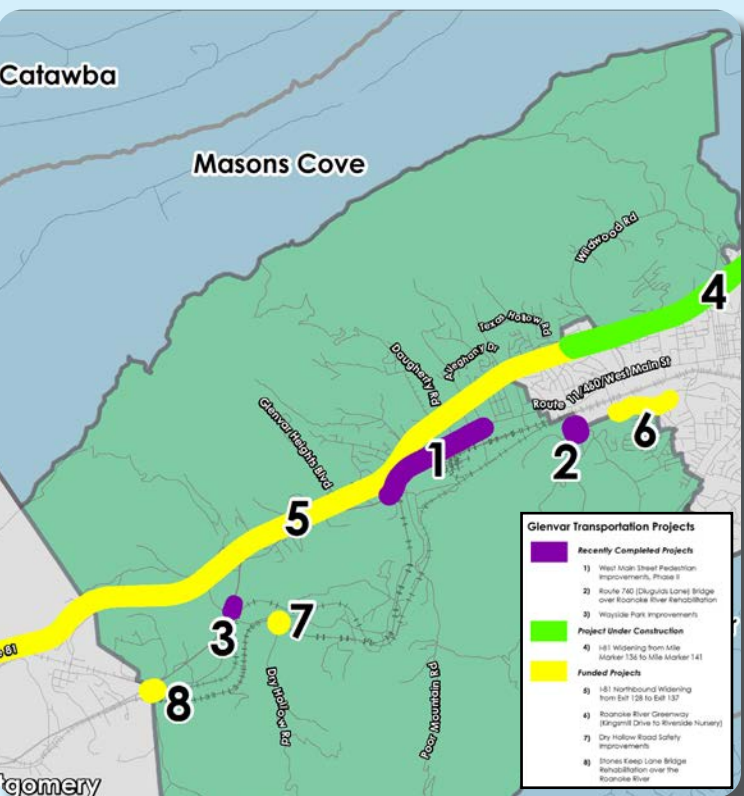 Catawba
Masons Cove
Wildwood Rd
4
Texas Hollow Rd
Alleghany Dr
Daugherty Rd
Route 11/460/West Main St
Glenvar Heights Blvd
1
2
6
5
3
7
8
Dry Hollow Rd
Poor Mountain Rd
81
tgomery
Glenvar Transportation Projects
Recently Completed Projects
1) West Main Street Pedestrian
Improvements, Phase II
2) Route 760 (Diuguids Lane) Bridge
over Roanoke River Rehabilitation
3) Wayside Park Improvements
Project Under Construction
4) I-81 Widening from Mile
Marker 136 to Mile Marker 141
Funded Projects
5) I-81 Northbound Widening
from Exit 128 to Exit 137
6) Roanoke River Greenway
(Kingsmill Drive to Riverside Nursery)
7) Dry Hollow Road Safety
Improvements
8) Stones Keep Lane Bridge
Rehabilitation over the
Roanoke River